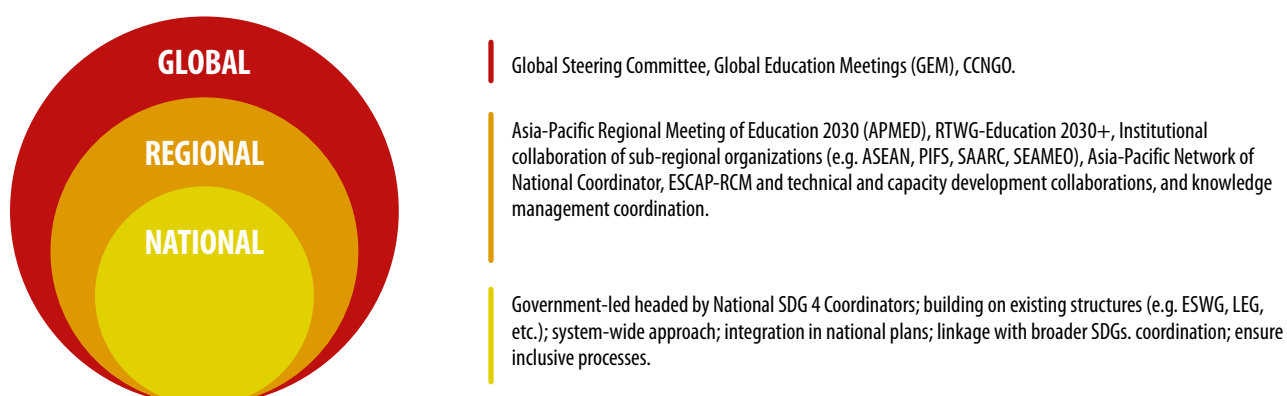 GLOBAL
Global Steering Committee, Global Education Meetings (GEM), CCNGO.
REGIONAL
Asia-Pacific Regional Meeting of Education 2030 (APMED), RTWG-Education 2030+, Institutional
collaboration of sub-regional organizations (e.g. ASEAN, PIFS, SAARC, SEAMEO), Asia-Pacific Network of
National Coordinator, ESCAP-RCM and technical and capacity development collaborations, and knowledge
management coordination.
NATIONAL
Government-led headed by National SDG 4 Coordinators; building on existing structures (e.g. ESWG, LEG,
etc.); system-wide approach; integration in national plans; linkage with broader SDGs. coordination; ensure
inclusive processes.